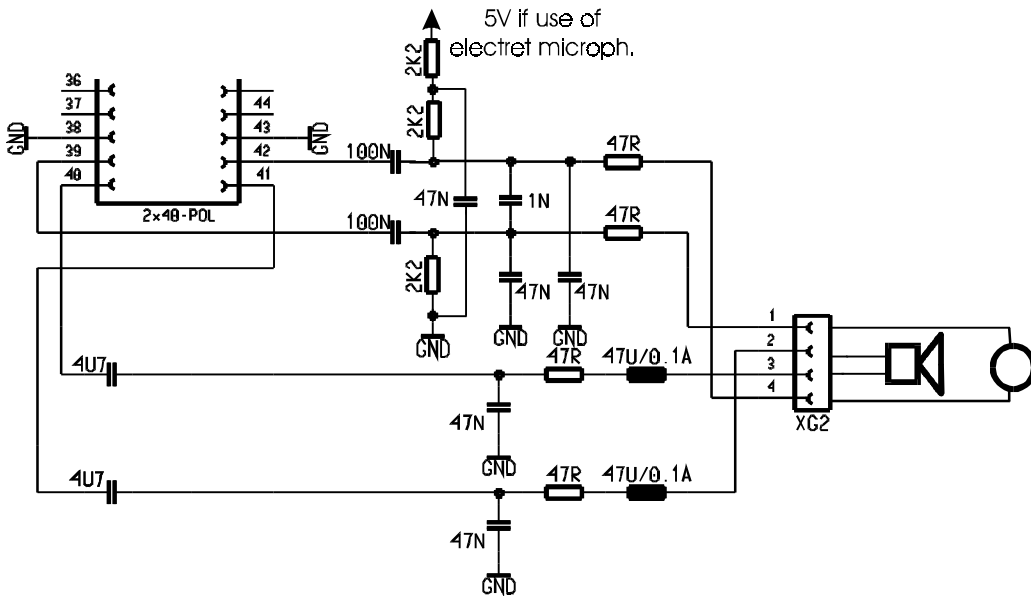 5V if use of
electret microph.
2K2
36
37
44
38
43
GND
GND
2K2
39
42
100N
47R
40
41
47N
1N
2x40-POL
100N
47R
2K2
47N
47N
GND
GND
GND
1
4U7
47R
47U/0.1A
2
3
4
47N
XG2
GND
4U7
47R
47U/0.1A
47N
GND